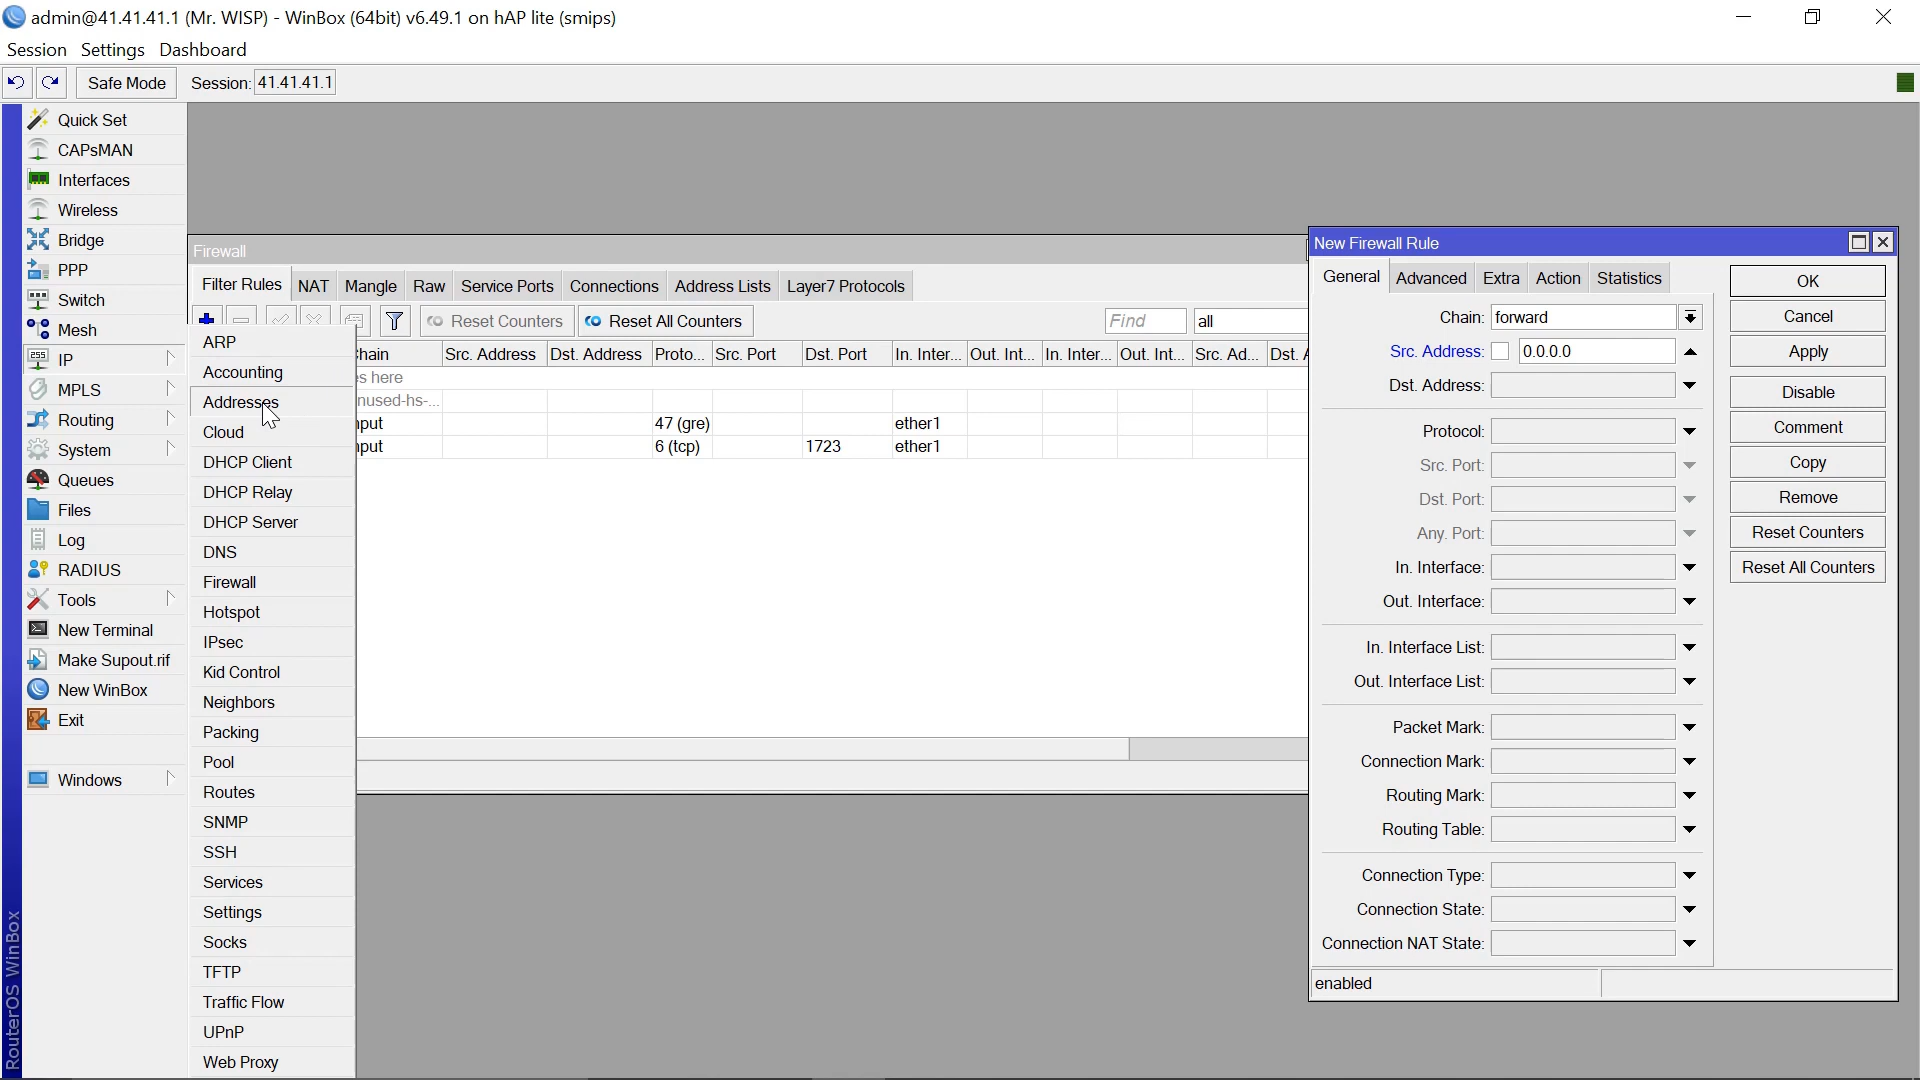 admin@41.41.41.1 (Mr. WISP) - WinBox (64bit) v6.49.1 on hAP lite (smips)
Session Settings Dashboard
Safe Mode Session: 41.41.41.1
Quick Set
CAPsMAN
Interfaces
Wireless
Bridge
PPP
Switch
Mesh
IP
MPLS
Routing
System
Queues
Files
Log
RADIUS
Tools
New Terminal
Make Supout.rif
New WinBox
Exit
Windows
RouterOS WinBox
ARP
Accounting
Addresses
Cloud
DHCP Client
DHCP Relay
DHCP Server
DNS
Firewall
Hotspot
IPsec
Kid Control
Neighbors
Packing
Pool
Routes
SNMP
SSH
Services
Settings
Socks
TFTP
Traffic Flow
UPnP
Web Proxy
Firewall
Filter Rules NAT Mangle Raw Service Ports Connections Address Lists Layer7 Protocols
Reset Counters Reset All Counters Find all
hain Src. Address Dst. Address Proto... Src. Port Dst. Port In. Inter... Out. Int... In. Inter... Out. Int... Src. Ad... Dst. A
s here
nused-hs-...
put 47 (gre) ether1
put 6 (tcp) 1723 ether1
New Firewall Rule
General Advanced Extra Action Statistics
Chain: forward
Src. Address: 0.0.0.0
Dst. Address:
Protocol:
Src. Port:
Dst. Port:
Any. Port:
In. Interface:
Out. Interface:
In. Interface List:
Out. Interface List:
Packet Mark:
Connection Mark:
Routing Mark:
Routing Table:
Connection Type:
Connection State:
Connection NAT State:
enabled
OK
Cancel
Apply
Disable
Comment
Copy
Remove
Reset Counters
Reset All Counters